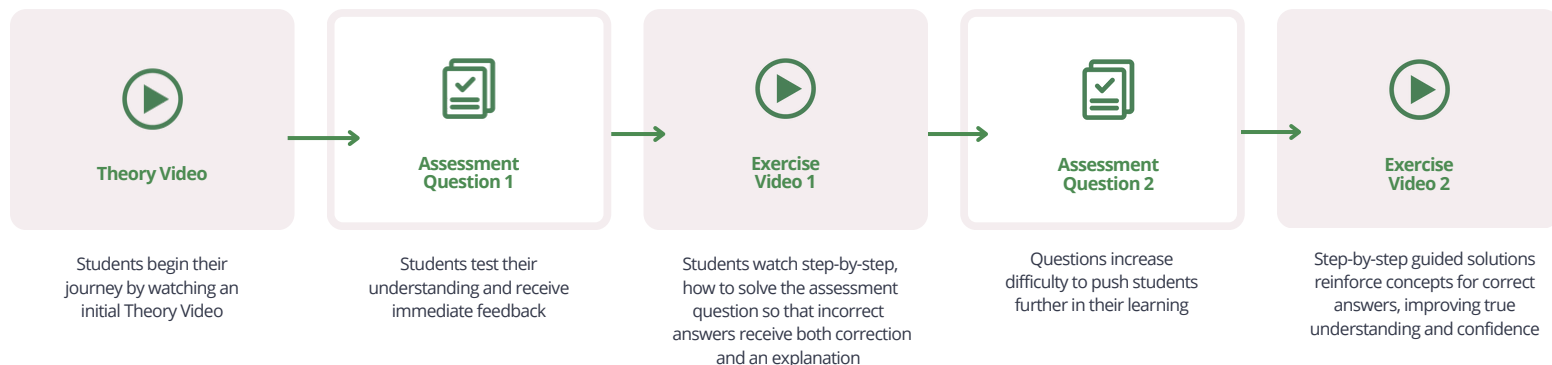 Theory Video
Students begin their
journey by watching an
initial Theory Video
Assessment
Question 1
Students test their
understanding and receive
immediate feedback
Exercise
Video 1
Students watch step-by-step,
how to solve the assessment
question so that incorrect
answers receive both correction
and an explanation
Assessment
Question 2
Questions increase
difficulty to push students
further in their learning
Exercise
Video 2
Step-by-step guided solutions
reinforce concepts for correct
answers, improving true
understanding and confidence